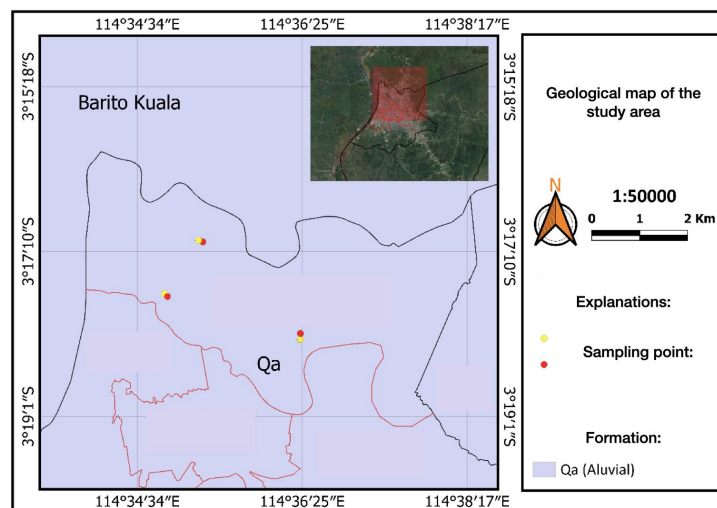 114°34′34″E 114°36′25″E 114°38′17″E
3°15′18″S
3°17′10″S
3°19′1″S
Barito Kuala
Qa
3°15′18″S
3°17′10″S
3°19′1″S
114°34′34″E 114°36′25″E 114°38′17″E
Geological map of the
study area
N
1:50000
0 1 2 Km
Explanations:
Sampling point:
Formation:
Qa (Aluvial)